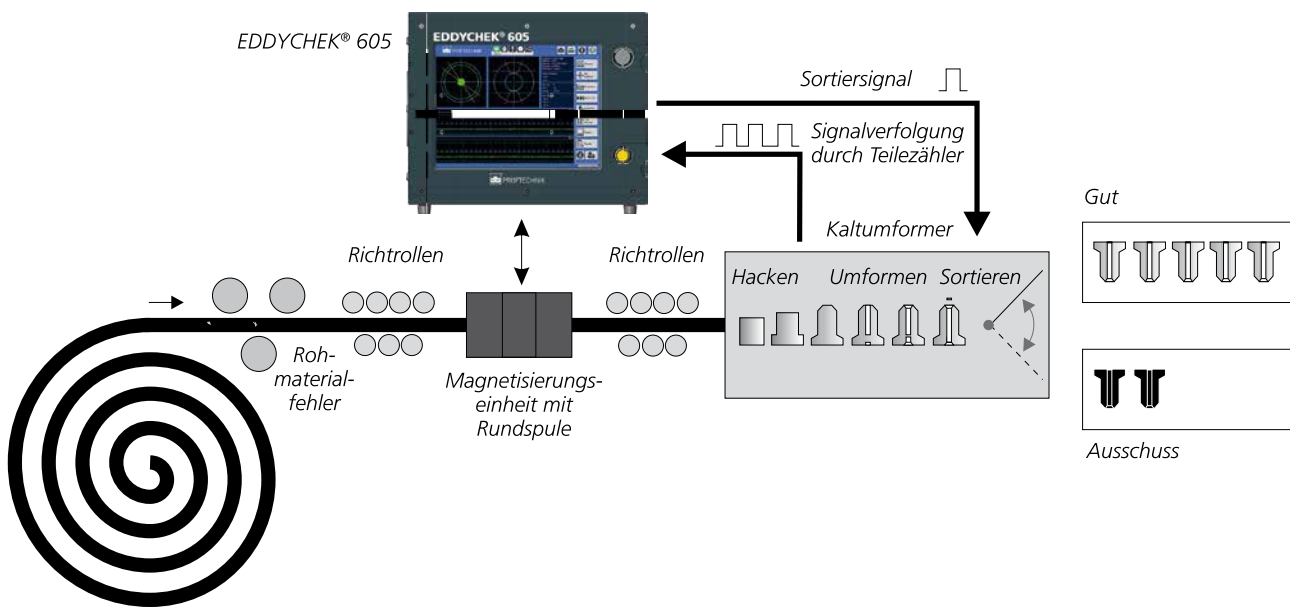 EDDYCHEK® 605
EDDYCHEK® 605
PRÜFTECHNIK
Sortiersignal
Signalverfolgung
durch Teilezähler
Gut
Richtrollen
Richtrollen
Kaltumformer
Hacken
Umformen
Sortieren
Roh-
material-
fehler
Magnetisierungs-
einheit mit
Rundspule
Ausschuss